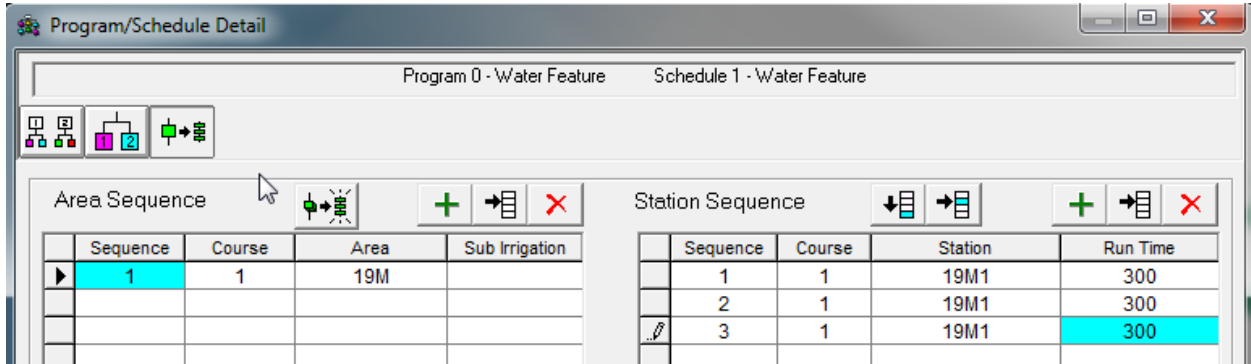 Program/Schedule Detail
Program 0 - Water Feature Schedule 1 - Water Feature
1 2
1 2
Area Sequence Station Sequence
Sequence Course Area Sub Irrigation Sequence Course Station Run Time
1 1 19M 1 1 19M1 300
2 1 19M1 300
3 1 19M1 300